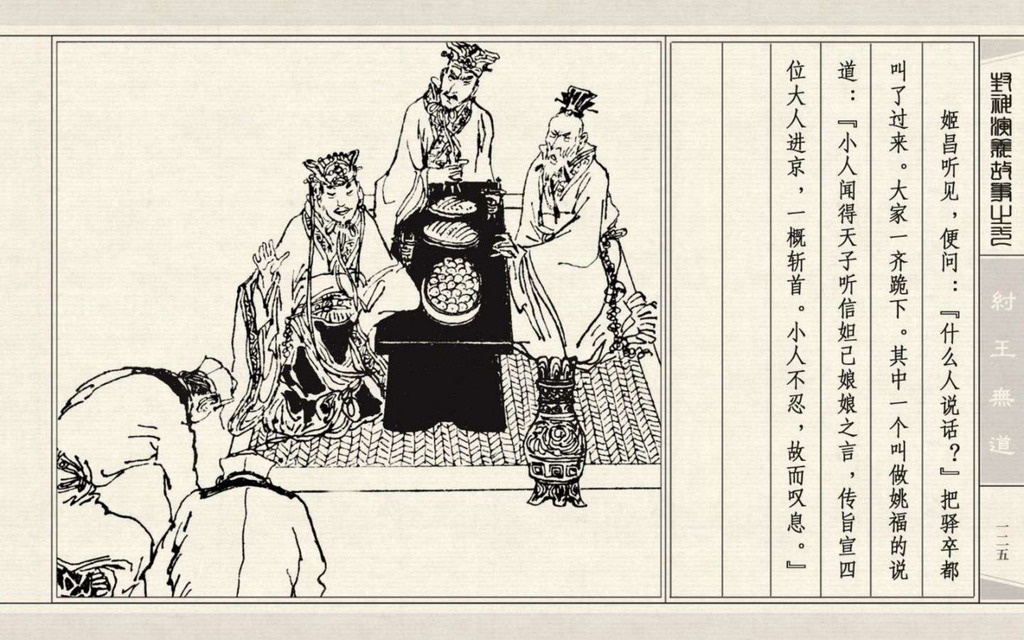 封神演义故事之六
紂王無道
一二五
姬昌听见，便问：『什么人说话？』把驿卒都
叫了过来。大家一齐跪下。其中一个叫做姚福的说
道：『小人闻得天子听信妲己娘娘之言，传旨宣四
位大人进京，一概斩首。小人不忍，故而叹息。』